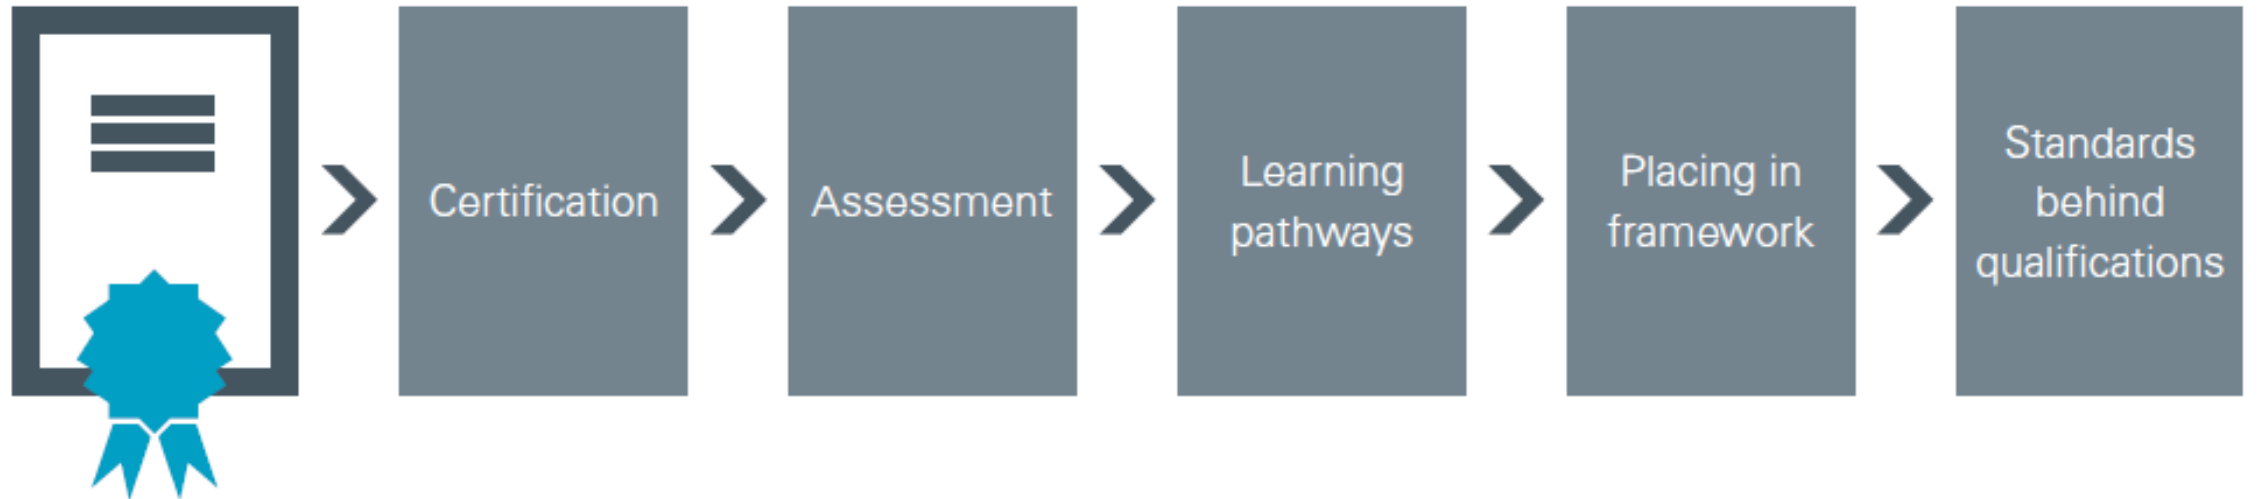 Certification
Assessment
Learning
pathways
Placing in
framework
Standards
behind
qualifications